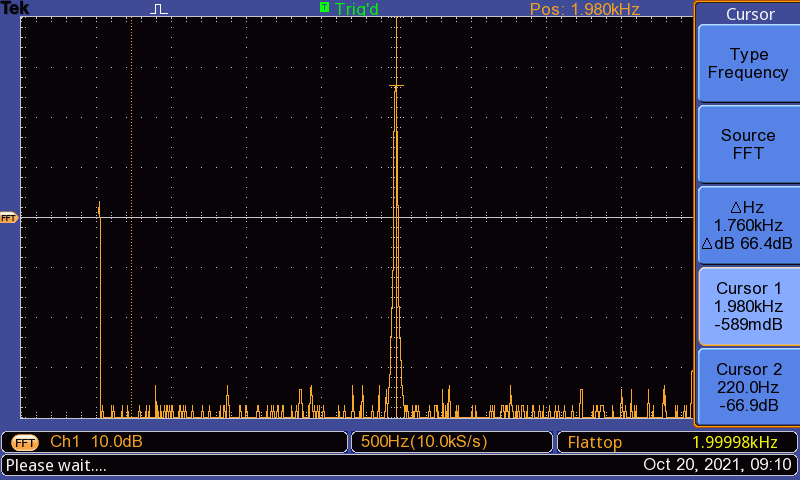 Tek
T Trig'd
Pos: 1.980kHz
Cursor
Type
Frequency
Source
FFT
△Hz
1.760kHz
△dB 66.4dB
Cursor 1
1.980kHz
-589mdB
Cursor 2
220.0Hz
-66.9dB
FFT
FFT Ch1 10.0dB
500Hz(10.0kS/s)
Flattop 1.99998kHz
Please wait....
Oct 20, 2021, 09:10